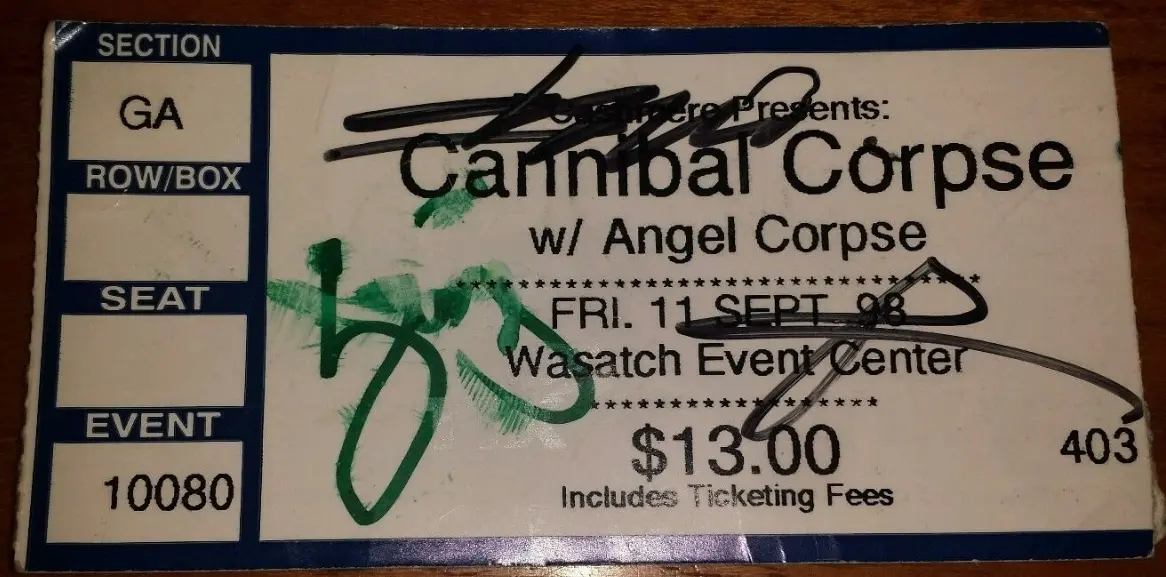 SECTION
GA
ROW/BOX
SEAT
EVENT
10080
Presents:
Cannibal Corpse
w/ Angel Corpse
************************************
FRI. 11 SEPT 98
Wasatch Event Center
*********************
$13.00
403
Includes Ticketing Fees